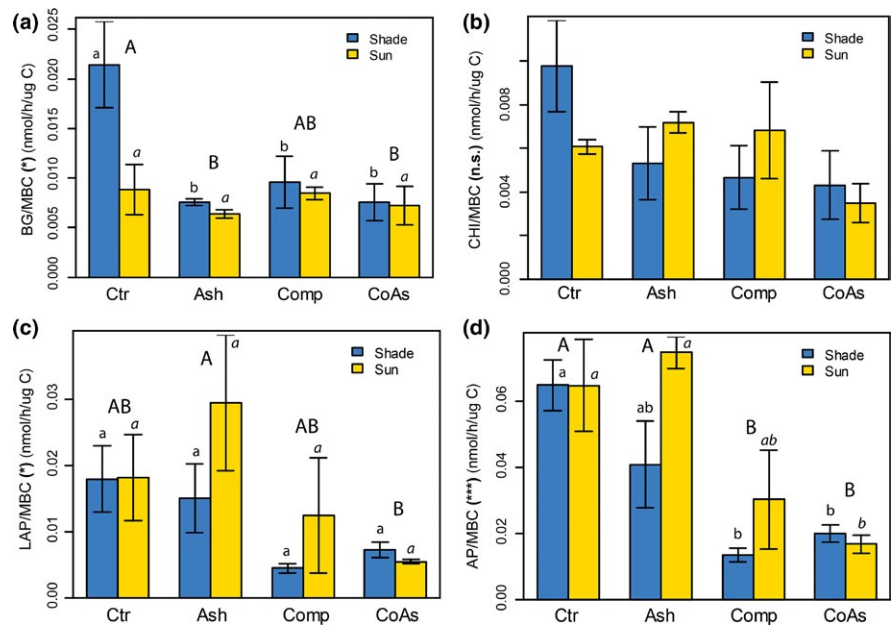 (a)
BG/MBC (*) (nmol/h/ug C)
0.000 0.005 0.010 0.015 0.020
a A a
b B a
b AB a
b B a
Shade
Sun
Ctr Ash Comp CoAs
(b)
CHI/MBC (n.s.) (nmol/h/ug C)
0.000 0.004 0.008
Shade
Sun
Ctr Ash Comp CoAs
(c)
LAP/MBC (*) (nmol/h/ug C)
0.00 0.01 0.02 0.03
a AB a
a A a
a AB a
a B a
Shade
Sun
Ctr Ash Comp CoAs
(d)
AP/MBC (***) (nmol/h/ug C)
0.00 0.02 0.04 0.06
A a a
ab A a
b B ab
b B b
Shade
Sun
Ctr Ash Comp CoAs